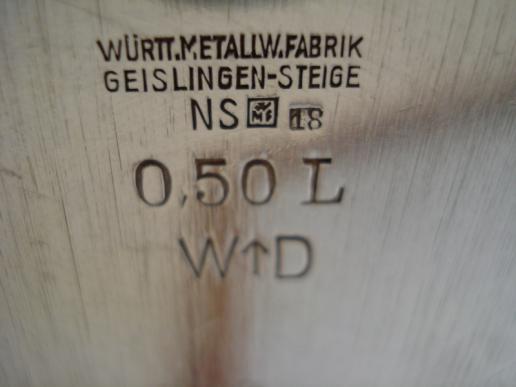 WÜRTT.METALLW.FABRIK
GEISLINGEN-STEIGE
NS 18
0,50 L
W↑D